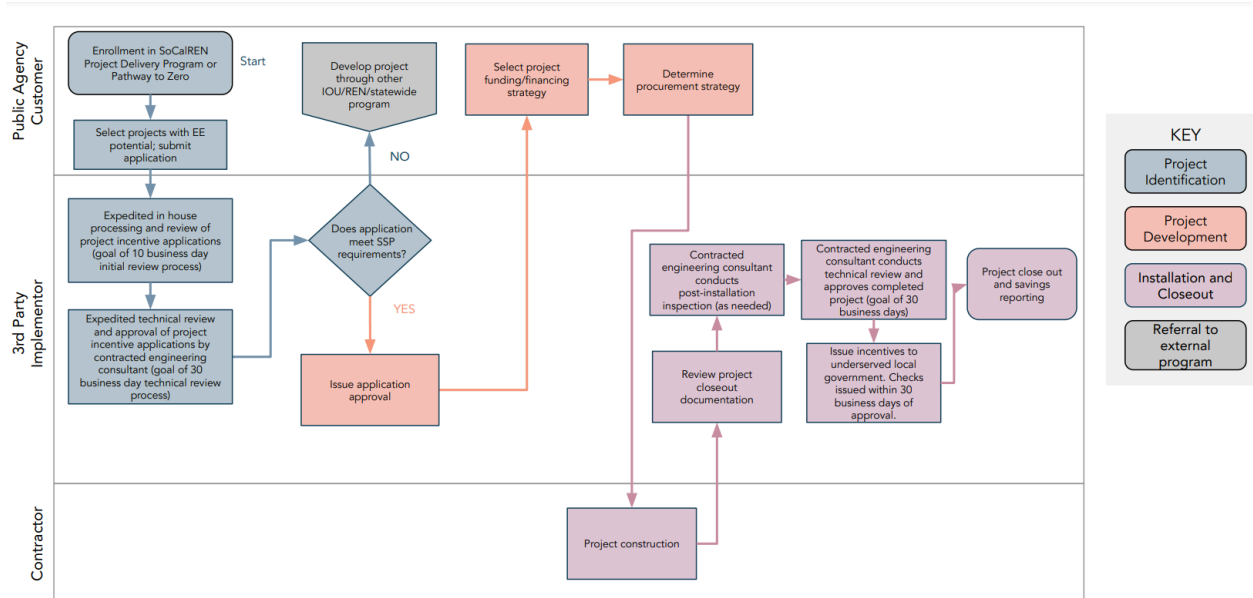 Public Agency
Customer
Enrollment in SoCalREN
Project Delivery Program or
Pathway to Zero
Start
Select projects with EE
potential; submit
application
Develop project
through other
IOU/REN/statewide
program
NO
Select project
funding/financing
strategy
Determine
procurement strategy
3rd Party
Implementor
Expedited in house
processing and review of
project incentive applications
(goal of 10 business day
initial review process)
Expedited technical review
and approval of project
incentive applications by
contracted engineering
consultant (goal of 30
business day technical review
process)
Does application
meet SSP
requirements?
YES
Issue application
approval
Contracted
engineering consultant
conducts
post-installation
inspection (as needed)
Review project
closeout
documentation
Contracted engineering
consultant conducts
technical review and
approves completed
project (goal of 30
business days)
Issue incentives to
underserved local
government. Checks
issued within 30
business days of
approval.
Project close out
and savings
reporting
Contractor
Project construction
KEY
Project
Identification
Project
Development
Installation and
Closeout
Referral to
external
program